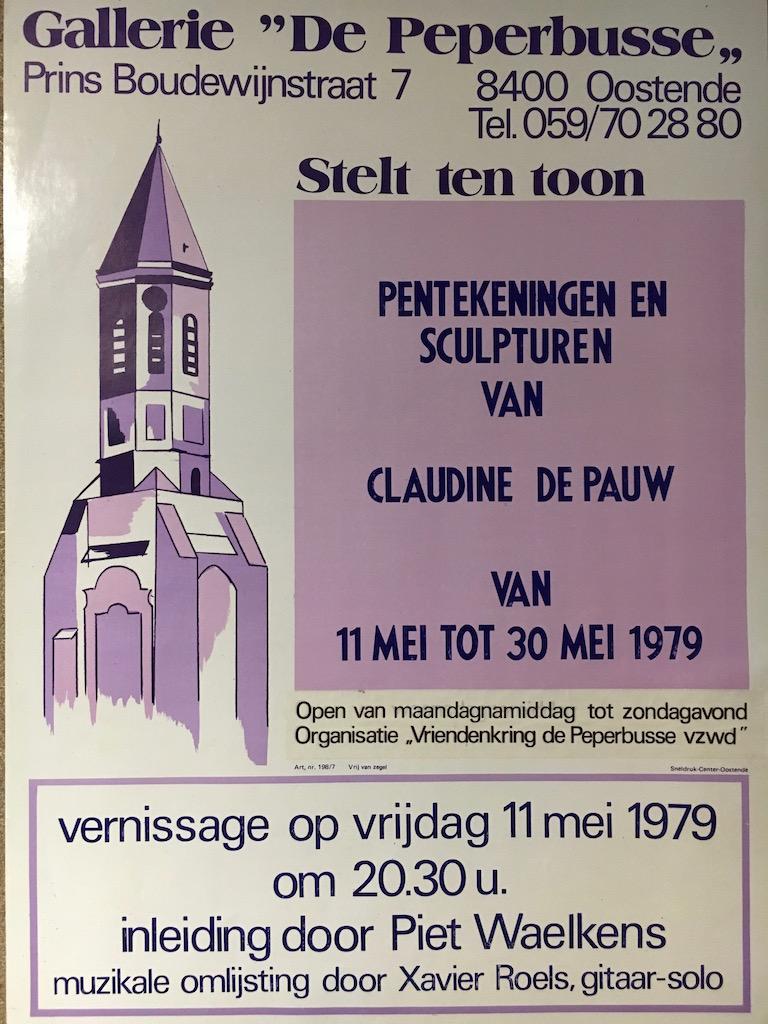 Gallerie "De Peperbusse„
Prins Boudewijnstraat 7 8400 Oostende
Tel. 059/70 28 80
Stelt ten toon
PENTEKENINGEN EN
SCULPTUREN
VAN
CLAUDINE DE PAUW
VAN
11 MEI TOT 30 MEI 1979
Open van maandagnamiddag tot zondagavond
Organisatie „Vriendenkring de Peperbusse vzwd"
Art, nr. 198/7 Vrij van zegel Sneldruk-Center-Oostende
vernissage op vrijdag 11 mei 1979
om 20.30 u.
inleiding door Piet Waelkens
muzikale omlijsting door Xavier Roels, gitaar-solo